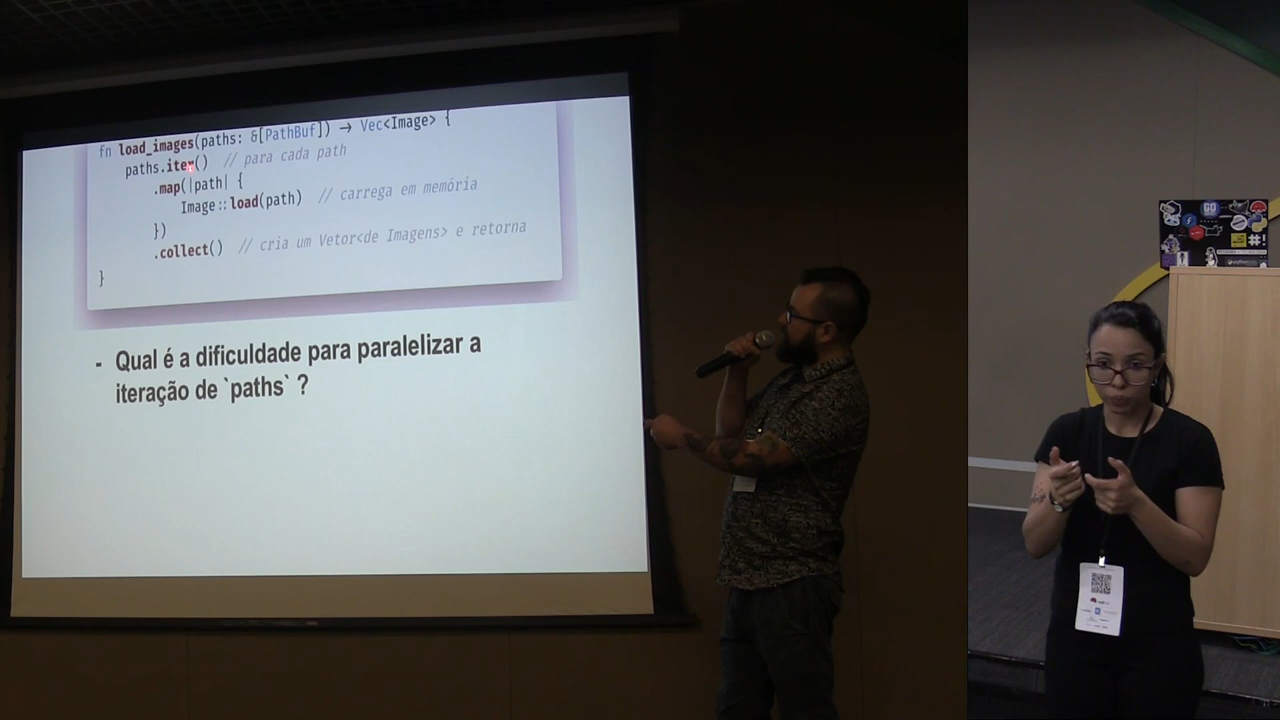 fn load_images(paths: &[PathBuf]) → Vec<Image> {
paths.iter() // para cada path
.map(|path| {
Image::load(path) // carrega em memória
})
.collect() // cria um Vetor<de Imagens> e retorna
}
- Qual é a dificuldade para paralelizar a
iteração de `paths` ?
GO
#!